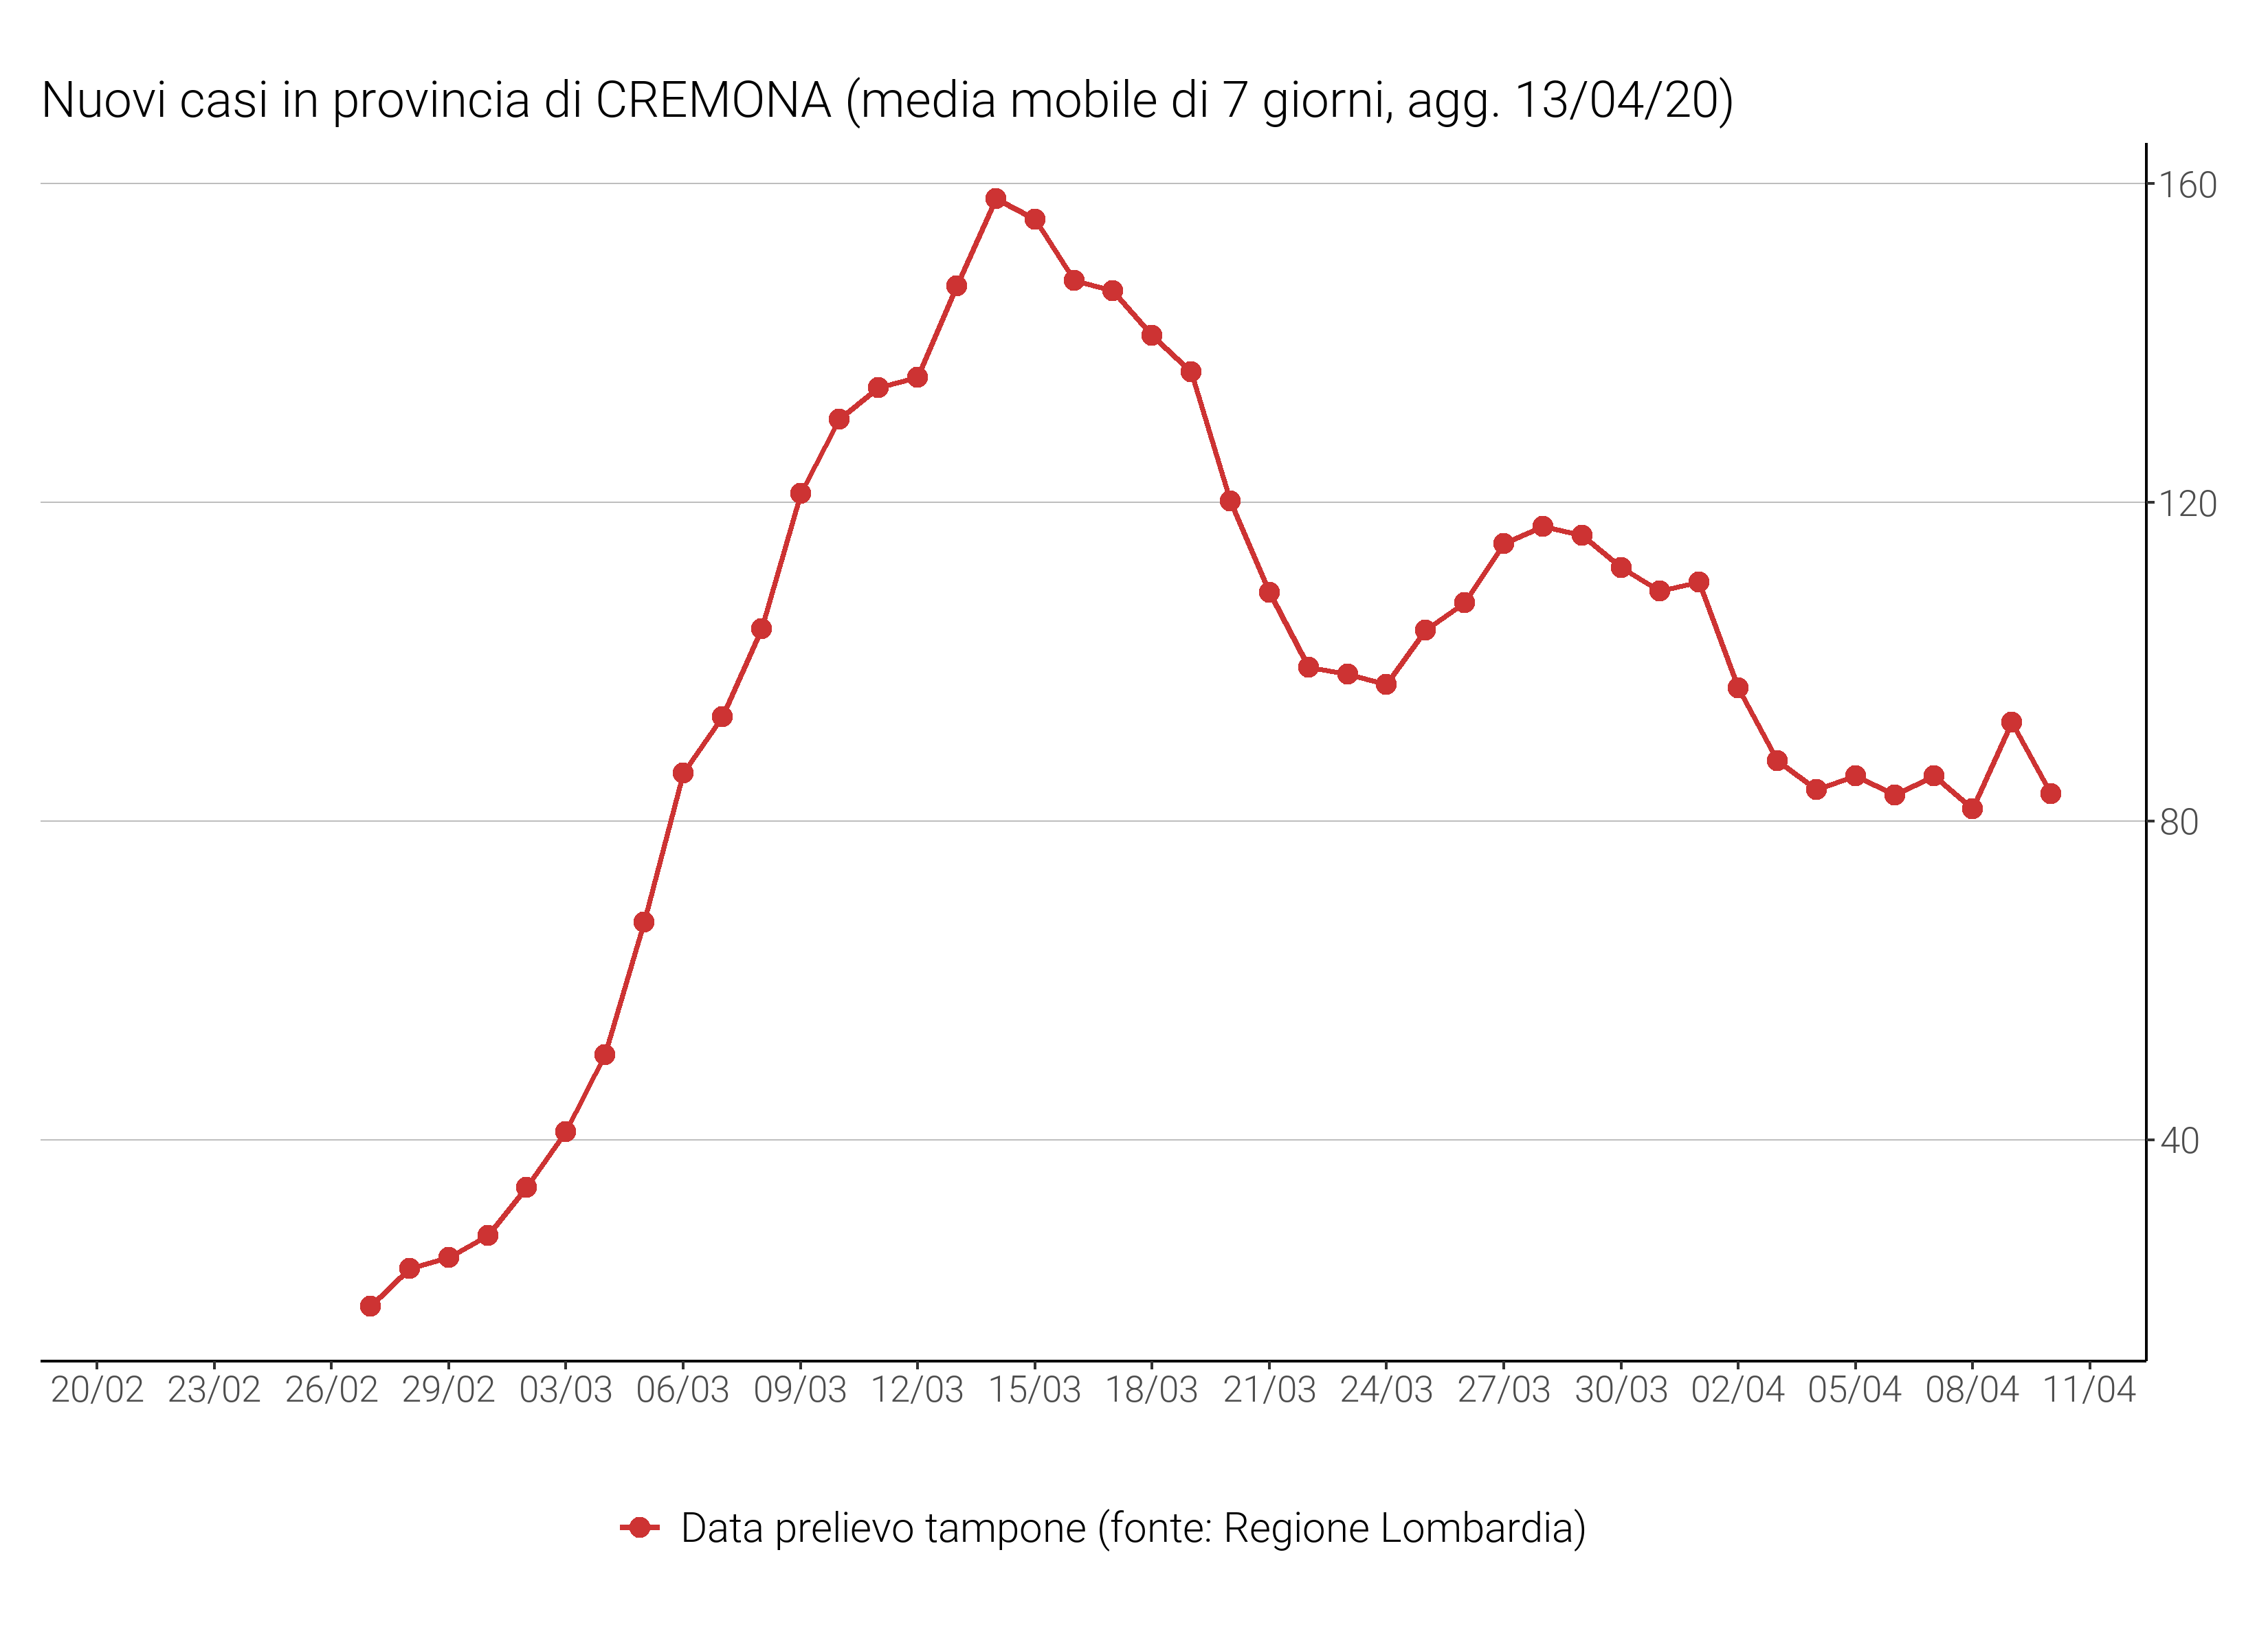 Nuovi casi in provincia di CREMONA (media mobile di 7 giorni, agg. 13/04/20)
160
120
80
40
20/02 23/02 26/02 29/02 03/03 06/03 09/03 12/03 15/03 18/03 21/03 24/03 27/03 30/03 02/04 05/04 08/04 11/04
Data prelievo tampone (fonte: Regione Lombardia)